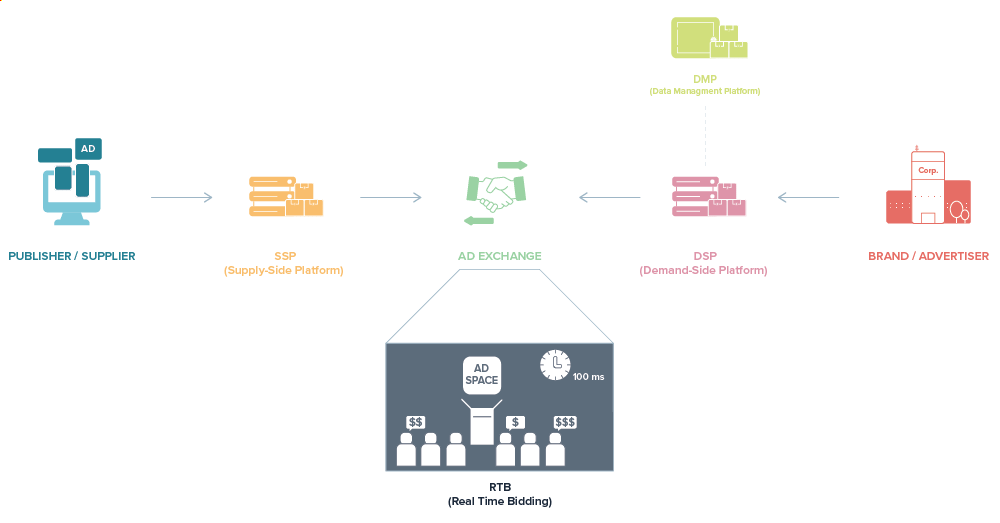 DMP
(Data Managment Platform)
AD
$
Corp.
PUBLISHER / SUPPLIER
SSP
(Supply-Side Platform)
AD EXCHANGE
DSP
(Demand-Side Platform)
BRAND / ADVERTISER
AD
SPACE
100 ms
$$
$
$$$
RTB
(Real Time Bidding)